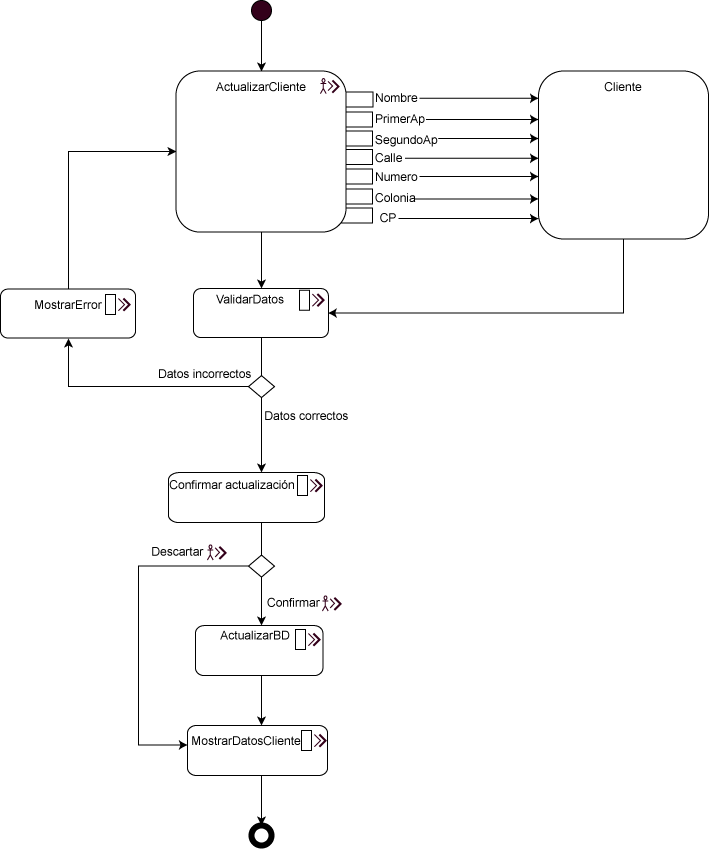 ActualizarCliente
Cliente
Nombre
PrimerAp
SegundoAp
Calle
Numero
Colonia
CP
MostrarError
ValidarDatos
Datos incorrectos
Datos correctos
Confirmar actualización
Descartar
Confirmar
ActualizarBD
MostrarDatosCliente